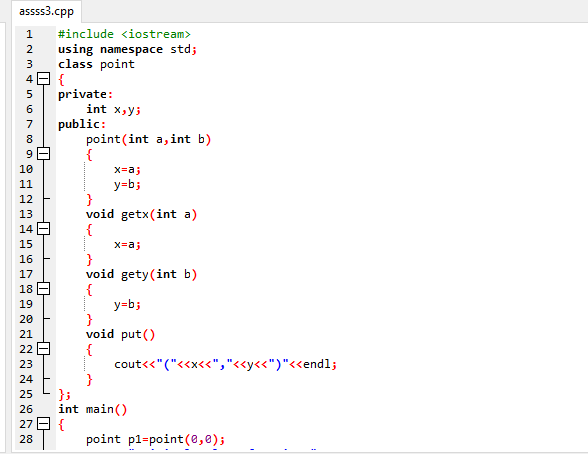 assss3.cpp
1 #include <iostream>
2 using namespace std;
3 class point
4 {
5 private:
6 int x,y;
7 public:
8 point(int a,int b)
9 {
10 x=a;
11 y=b;
12 }
13 void getx(int a)
14 {
15 x=a;
16 }
17 void gety(int b)
18 {
19 y=b;
20 }
21 void put()
22 {
23 cout<<"("<<x<<","<<y<<")"<<endl;
24 }
25 };
26 int main()
27 {
28 point p1=point(0,0);